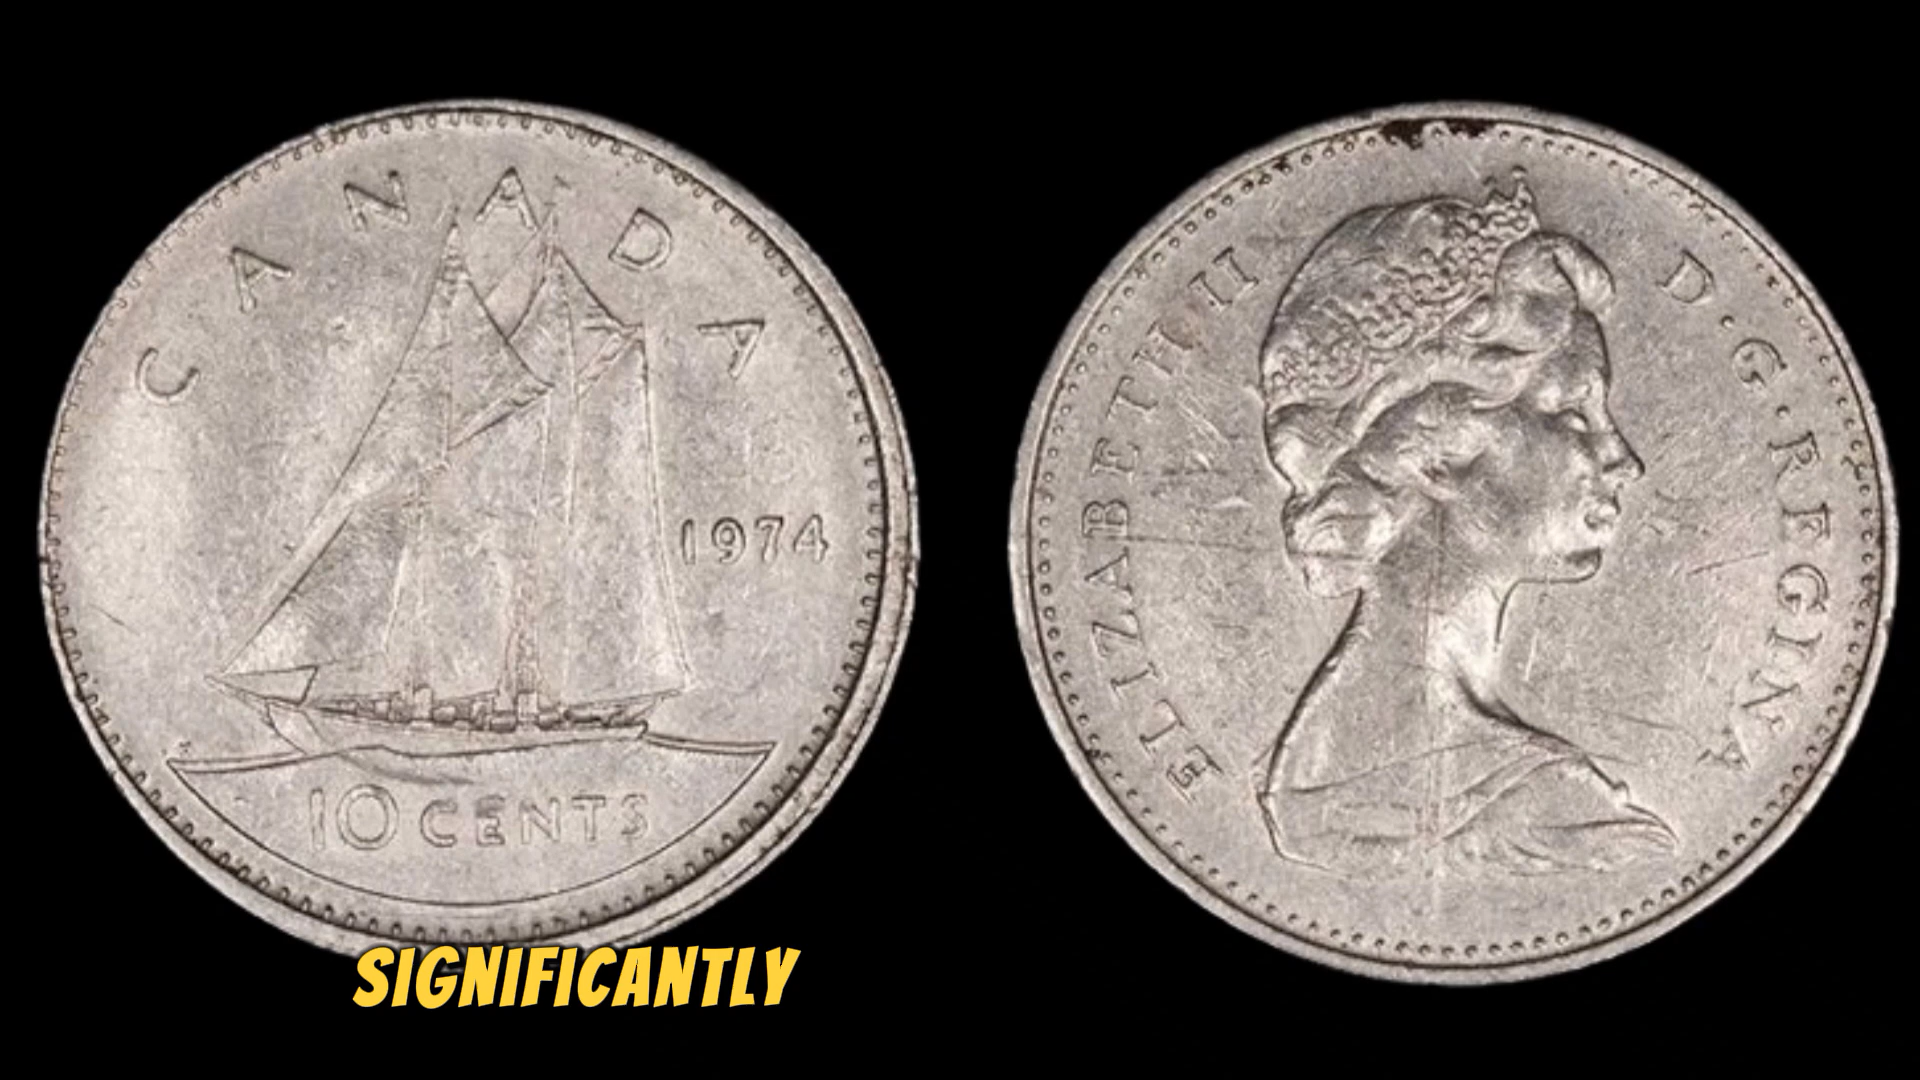 CANADA
1974
10 CENTS
ELIZABETH II D·G·REGINA
SIGNIFICANTLY